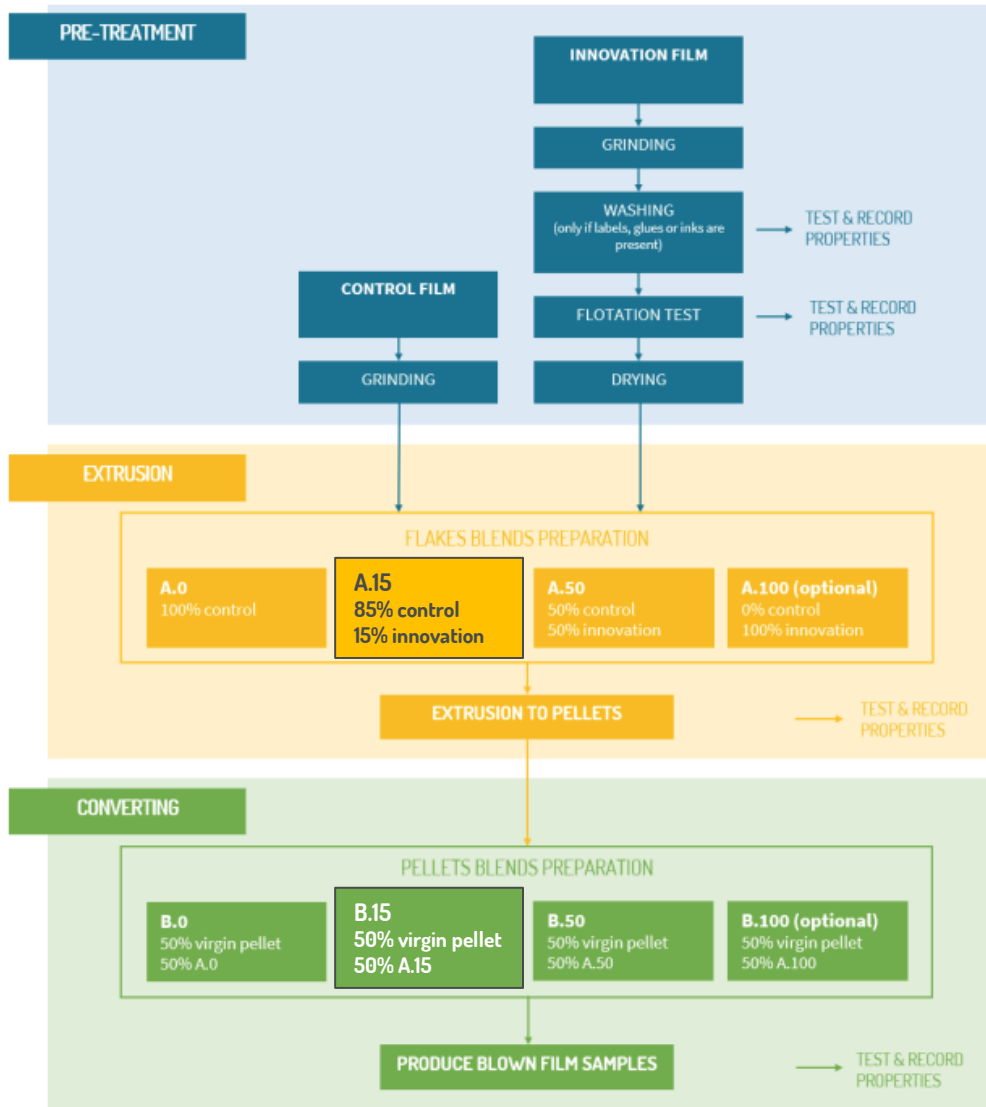 PRE-TREATMENT
INNOVATION FILM
GRINDING
WASHING
(only if labels, glues or inks are
present)
TEST & RECORD
PROPERTIES
CONTROL FILM
FLOTATION TEST
TEST & RECORD
PROPERTIES
GRINDING
DRYING
EXTRUSION
FLAKES BLENDS PREPARATION
A.0
100% control
A.15
85% control
15% innovation
A.50
50% control
50% innovation
A.100 (optional)
0% control
100% innovation
EXTRUSION TO PELLETS
TEST & RECORD
PROPERTIES
CONVERTING
PELLETS BLENDS PREPARATION
B.0
50% virgin pellet
50% A.0
B.15
50% virgin pellet
50% A.15
B.50
50% virgin pellet
50% A.50
B.100 (optional)
50% virgin pellet
50% A.100
PRODUCE BLOWN FILM SAMPLES
TEST & RECORD
PROPERTIES